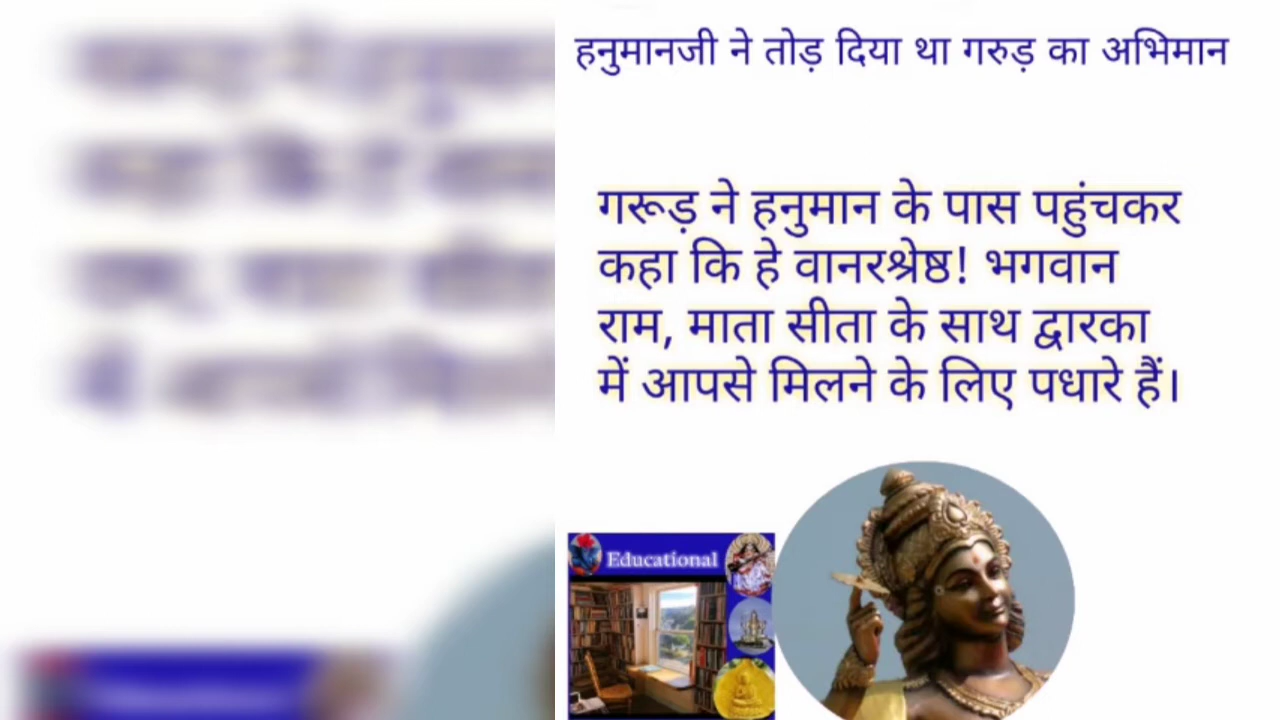 हनुमानजी ने तोड़ दिया था गरुड़ का अभिमान
गरूड़ ने हनुमान के पास पहुंचकर
कहा कि हे वानरश्रेष्ठ! भगवान
राम, माता सीता के साथ द्वारका
में आपसे मिलने के लिए पधारे हैं।
Educational